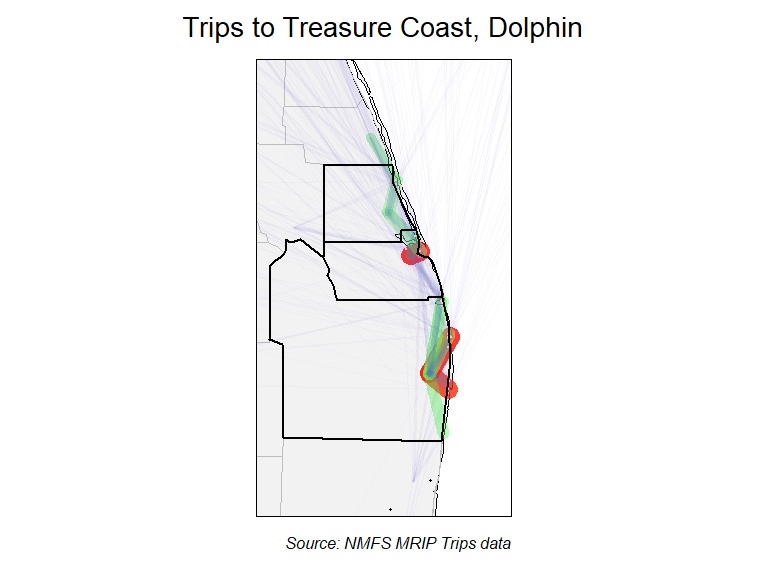 Trips to Treasure Coast, Dolphin
Source: NMFS MRIP Trips data